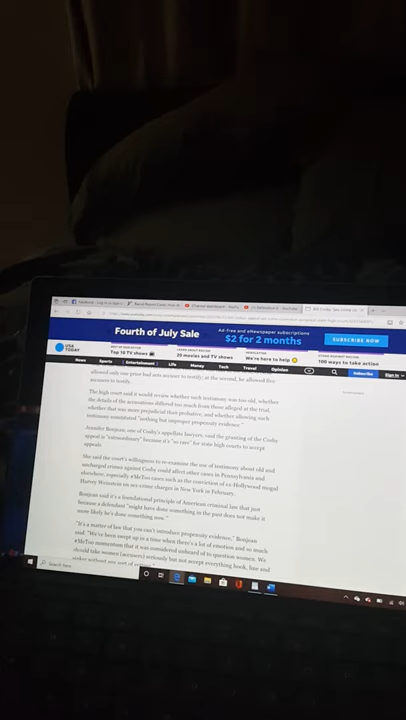 Facebook
Fourth of July Sale
Ad-free and eNewspaper subscriptions
$2 for 2 months
SUBSCRIBE NOW
USA TODAY
Top 10 TV shows
20 movies and TV shows
We're here to help
100 ways to take action
News Sports Entertainment Life Money Tech Travel Opinion Subscribe Sign In
allowed only one prior bad acts accuser to testify; at the second, he allowed five
accusers to testify.
The high court said it would review whether such testimony was too old, whether
the details of the accusations differed too much from those alleged at the trial,
whether that was more prejudicial than probative, and whether allowing such
testimony constituted "nothing but improper propensity evidence."
Jennifer Bonjean, one of Cosby's appellate lawyers, said the granting of the Cosby
appeal is "extraordinary" because it's "so rare" for state high courts to accept
appeals.
She said the court's willingness to re-examine the use of testimony about old and
uncharged crimes against Cosby could affect other cases in Pennsylvania and
elsewhere, especially #MeToo cases such as the conviction of ex-Hollywood mogul
Harvey Weinstein on sex-crime charges in New York in February.
Bonjean said it's a foundational principle of American criminal law that just
because a defendant "might have done something in the past does not make it
more likely he's done something now."
"It's a matter of law that you can't introduce propensity evidence," Bonjean
said. "We've been swept up in a time when there's a lot of emotion and so much
#MeToo momentum that it was considered unheard of to question women. We
should take women (accusers) seriously but not accept everything hook, line and
Search here